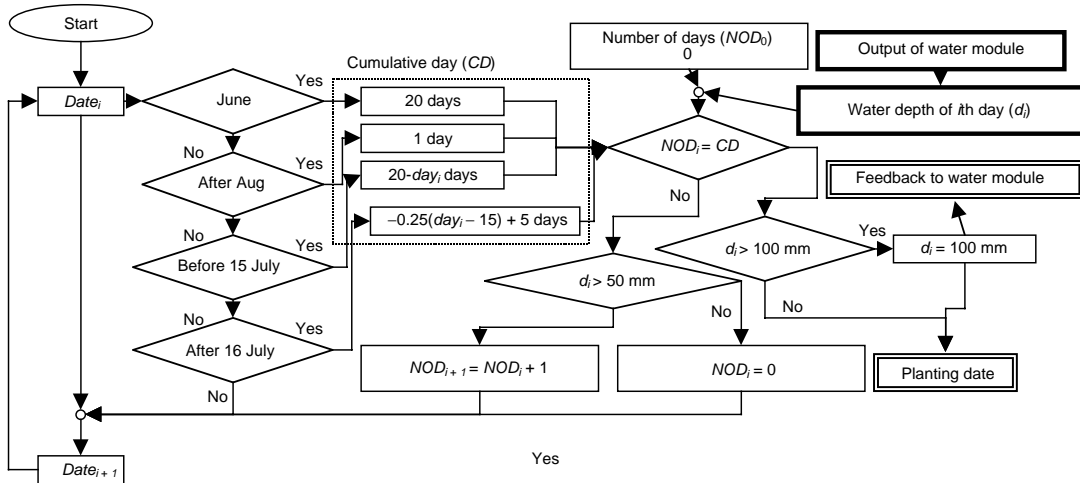 Start
Number of days (NOD0)
0
Output of water module
Cumulative day (CD)
Datei
June
Yes
20 days
Water depth of ith day (di)
1 day
NODi = CD
No
After Aug
Yes
20-dayi days
Feedback to water module
No
−0.25(dayi − 15) + 5 days
No
Before 15 July
Yes
di > 100 mm
Yes
di = 100 mm
di > 50 mm
No
No
No
After 16 July
Yes
NODi + 1 = NODi + 1
NODi = 0
Planting date
No
Datei + 1
Yes